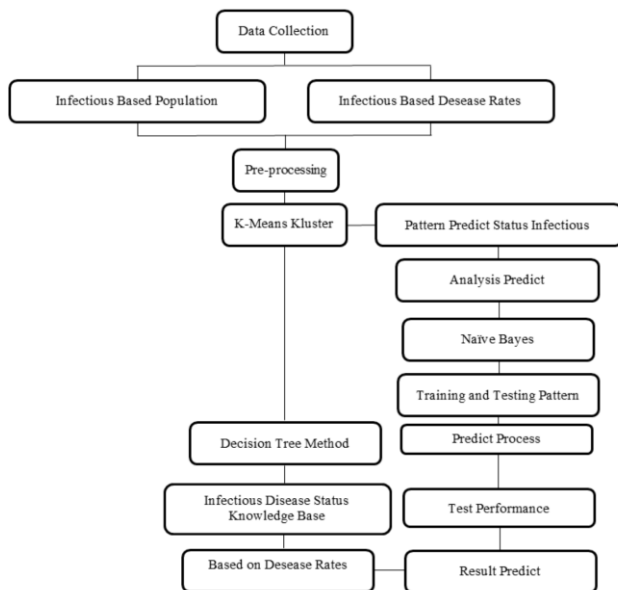 Data Collection
Infectious Based Population
Infectious Based Desease Rates
Pre-processing
K-Means Kluster
Pattern Predict Status Infectious
Analysis Predict
Naïve Bayes
Training and Testing Pattern
Predict Process
Decision Tree Method
Infectious Disease Status
Knowledge Base
Test Performance
Based on Desease Rates
Result Predict